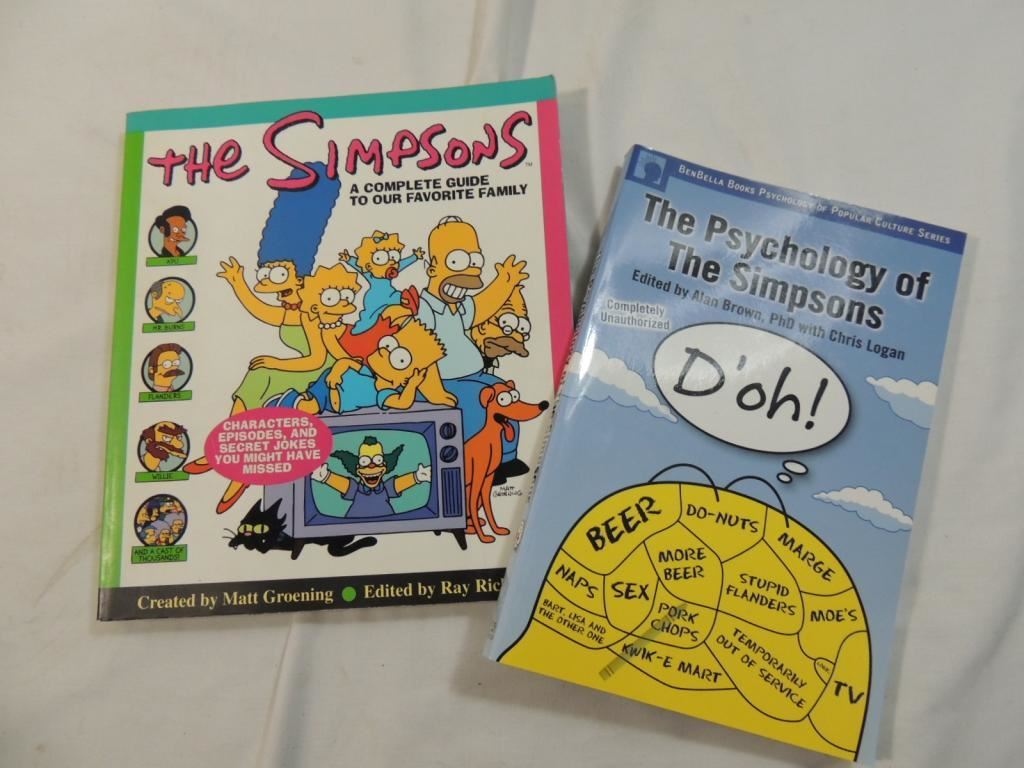 THE SIMPSONS™
A COMPLETE GUIDE
TO OUR FAVORITE FAMILY
APU
MR. BURNS
FLANDERS
WILLIE
AND A CAST OF
THOUSANDS!
CHARACTERS,
EPISODES, AND
SECRET JOKES
YOU MIGHT HAVE
MISSED
MATT
GROENING
Created by Matt Groening Edited by Ray Ric
BENBELLA BOOKS PSYCHOLOGY OF POPULAR CULTURE SERIES
The Psychology of
The Simpsons
Edited by Alan Brown, PhD with Chris Logan
Completely
Unauthorized
D'oh!
BEER
DO-NUTS
MARGE
NAPS
SEX
MORE
BEER
STUPID
FLANDERS
MOE'S
BART, LISA AND
THE OTHER ONE
PORK
CHOPS
KWIK-E MART
TEMPORARILY
OUT OF SERVICE
TV